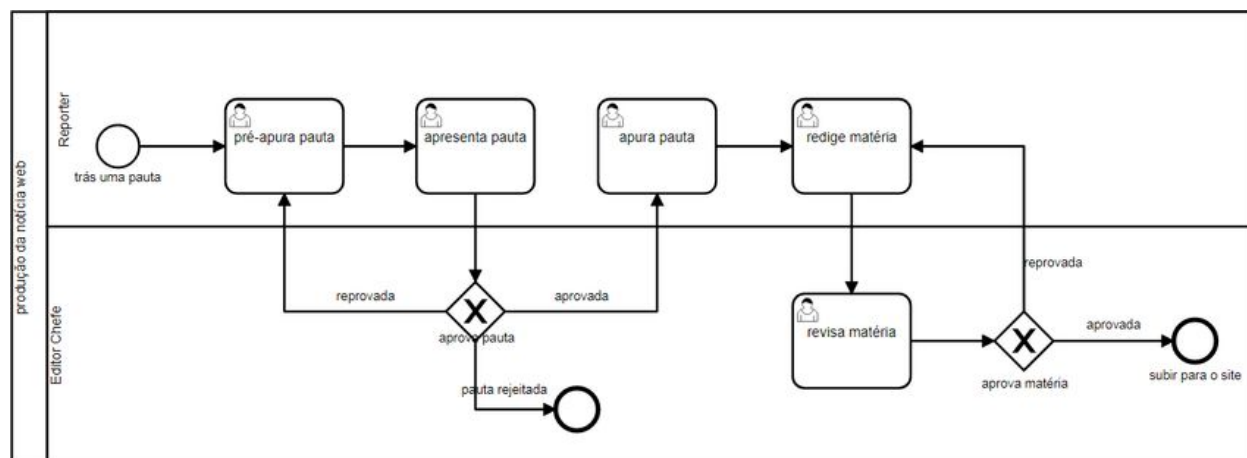 produção da notícia web
Reporter
trás uma pauta
pré-apura pauta
apresenta pauta
apura pauta
redige matéria
Editor Chefe
reprovada
aprova pauta
aprovada
pauta rejeitada
revisa matéria
reprovada
aprova matéria
aprovada
subir para o site